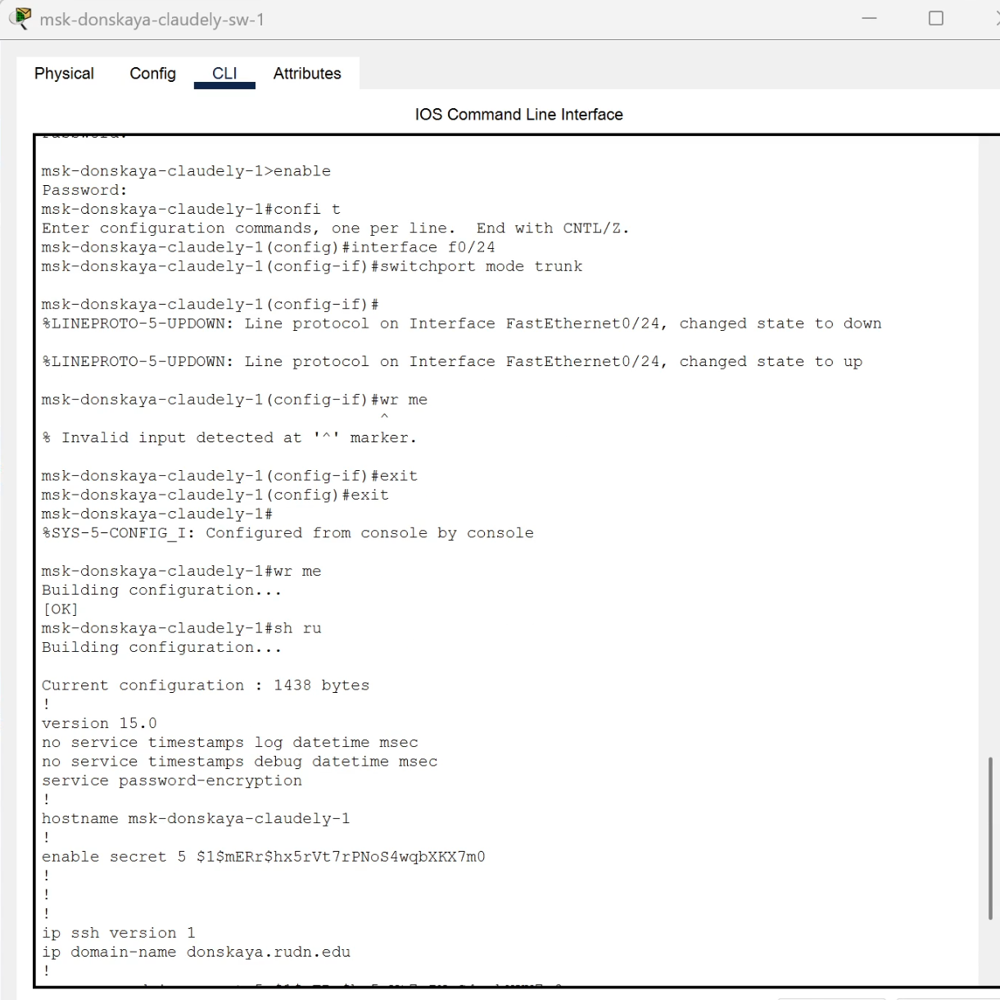 msk-donskaya-claudely-sw-1
Physical Config CLI Attributes
IOS Command Line Interface
msk-donskaya-claudely-1>enable
Password:
msk-donskaya-claudely-1#confi t
Enter configuration commands, one per line.  End with CNTL/Z.
msk-donskaya-claudely-1(config)#interface f0/24
msk-donskaya-claudely-1(config-if)#switchport mode trunk
msk-donskaya-claudely-1(config-if)#
%LINEPROTO-5-UPDOWN: Line protocol on Interface FastEthernet0/24, changed state to down
%LINEPROTO-5-UPDOWN: Line protocol on Interface FastEthernet0/24, changed state to up
msk-donskaya-claudely-1(config-if)#wr me
^
% Invalid input detected at '^' marker.
msk-donskaya-claudely-1(config-if)#exit
msk-donskaya-claudely-1(config)#exit
msk-donskaya-claudely-1#
%SYS-5-CONFIG_I: Configured from console by console
msk-donskaya-claudely-1#wr me
Building configuration...
[OK]
msk-donskaya-claudely-1#sh ru
Building configuration...
Current configuration : 1438 bytes
!
version 15.0
no service timestamps log datetime msec
no service timestamps debug datetime msec
service password-encryption
!
hostname msk-donskaya-claudely-1
!
enable secret 5 $1$mERr$hx5rVt7rPNoS4wqbXKX7m0
!
!
!
ip ssh version 1
ip domain-name donskaya.rudn.edu
!